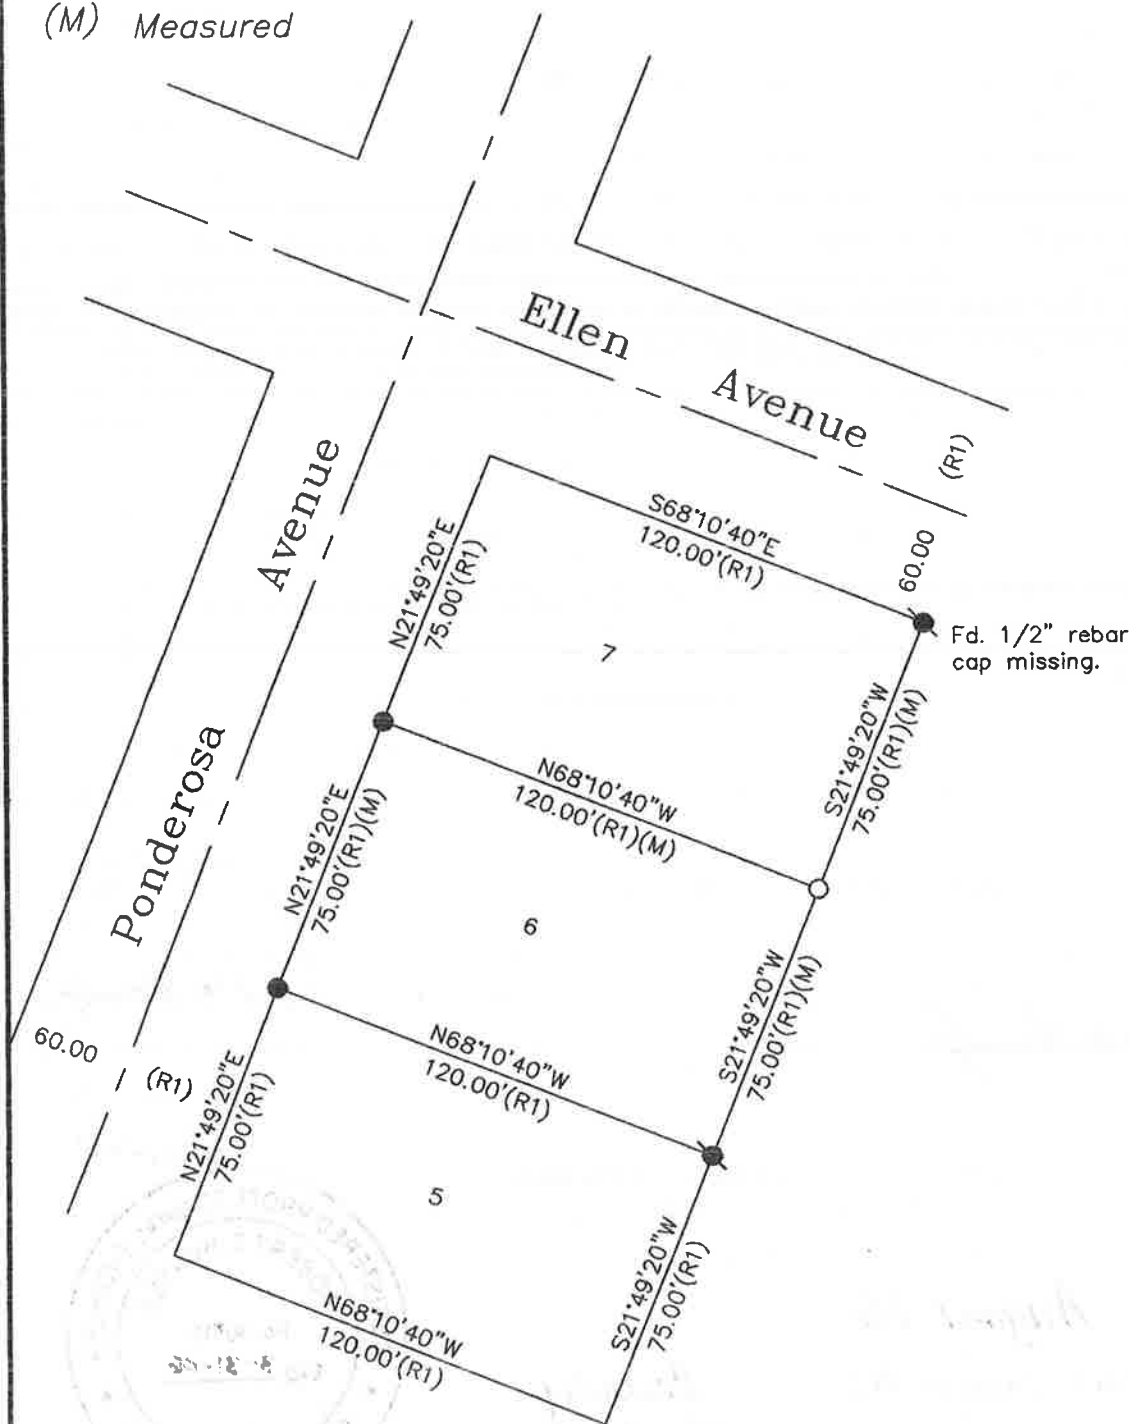 (M) Measured
Ellen Avenue
(R1)
60.00
S68°10'40"E
120.00'(R1)
Fd. 1/2" rebar
cap missing.
N21°49'20"E
75.00'(R1)
7
S21°49'20"W
75.00'(R1)(M)
Ponderosa Avenue
N68°10'40"W
120.00'(R1)(M)
N21°49'20"E
75.00'(R1)(M)
6
S21°49'20"W
75.00'(R1)(M)
60.00
(R1)
N68°10'40"W
120.00'(R1)
N21°49'20"E
75.00'(R1)
5
S21°49'20"W
75.00'(R1)
N68°10'40"W
120.00'(R1)